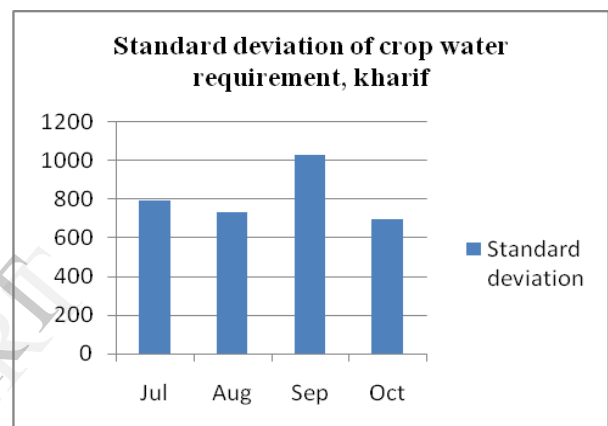 Standard deviation of crop water
requirement, kharif
1200
1000
800
600
400
200
0
Jul Aug Sep Oct
Standard
deviation